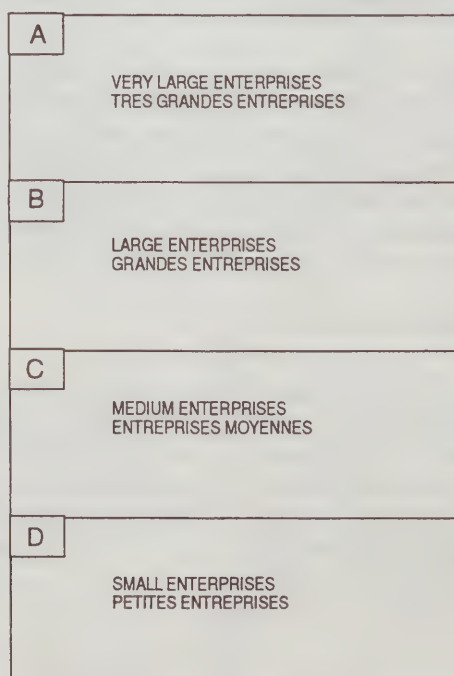 A
VERY LARGE ENTERPRISES
TRES GRANDES ENTREPRISES
B
LARGE ENTERPRISES
GRANDES ENTREPRISES
C
MEDIUM ENTERPRISES
ENTREPRISES MOYENNES
D
SMALL ENTERPRISES
PETITES ENTREPRISES